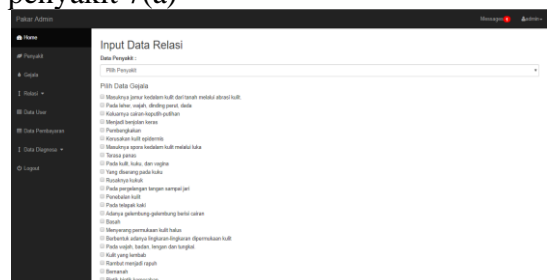 penyakit 7(a)
Pakar Admin
Messages
admin
Home
Input Data Relasi
Data Penyakit :
Penyakit
Pilih Penyakit
Gejala
Pilih Data Gejala
Masuknya jamur kedalam kulit dari tanah melalui abrasi kulit.
Relasi
Pada leher, wajah, dinding perut, dada
Keluarnya cairan keputih-putihan
Data User
Menjadi benjolan keras
Pembengkakan
Data Pembayaran
Kerusakan kulit epidermis
Masuknya spora kedalam kulit melalui luka
Data Diagnosa
Terasa panas
Pada kulit, kuku, dan vagina
Logout
Yang diserang pada kuku
Rusaknya kukuk
Pada pergelangan tangan sampai jari
Penebalan kulit
Pada telapak kaki
Adanya gelembung-gelembung berisi cairan
Basah
Menyerang permukaan kulit halus
Berbentuk adanya lingkaran-lingkaran dipermukaan kulit
Pada wajah, badan, lengan dan tungkai.
Kulit yang lembab
Rambut menjadi rapuh
Bernanah